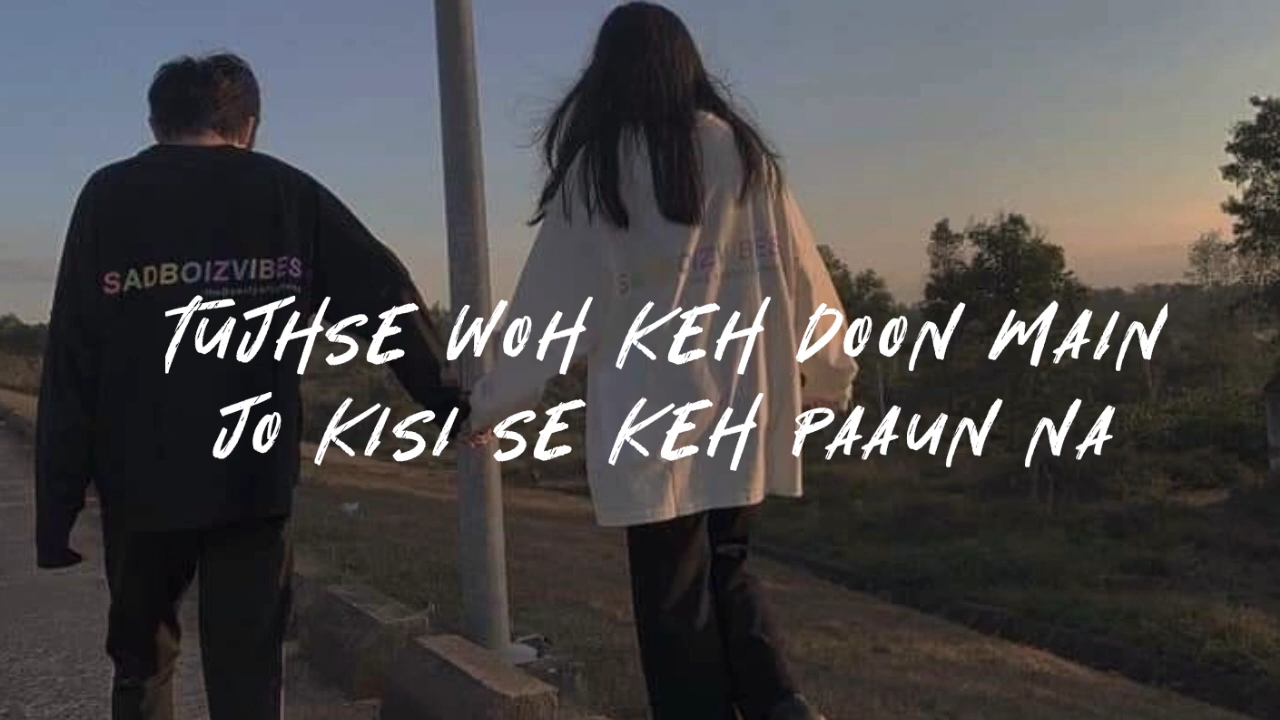 SADBOIZVIBES
TUJHSE WOH KEH DOON MAIN
JO KISI SE KEH PAAUN NA